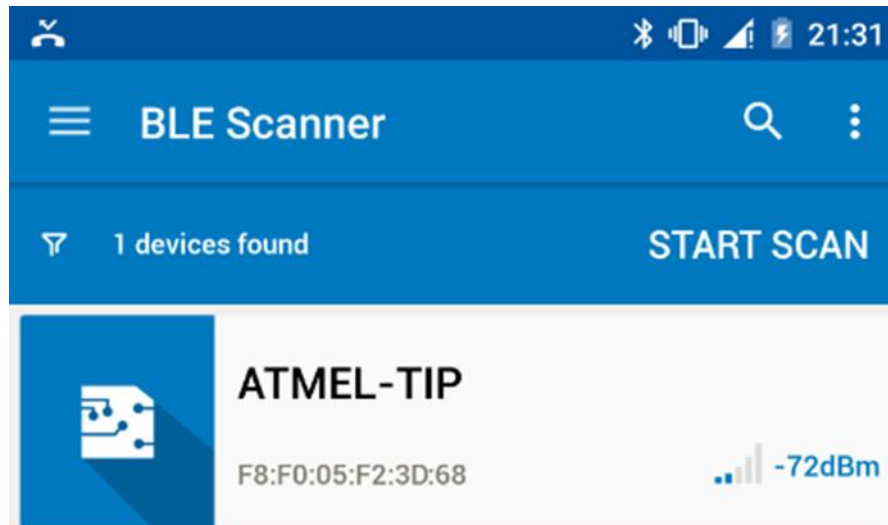 21:31
BLE Scanner
1 devices found START SCAN
ATMEL-TIP
F8:F0:05:F2:3D:68 -72dBm